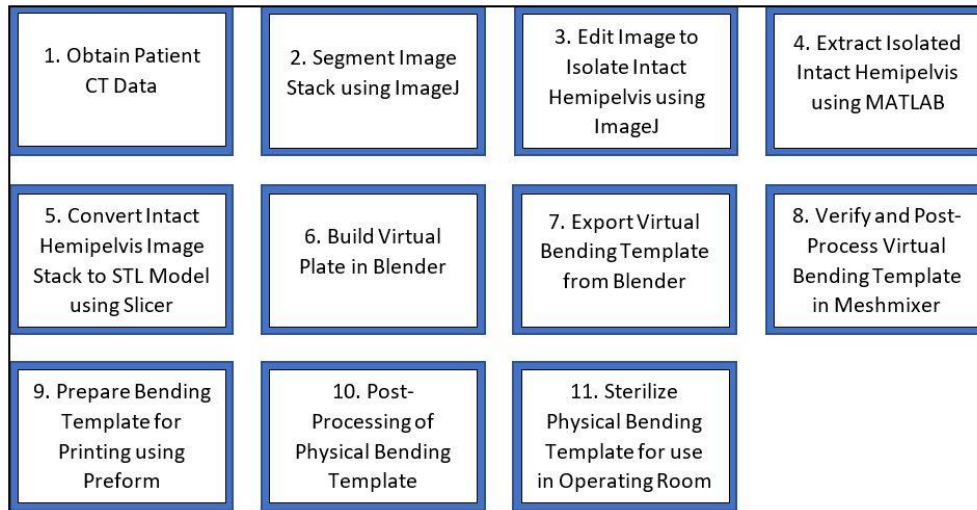 1. Obtain Patient
CT Data
2. Segment Image
Stack using ImageJ
3. Edit Image to
Isolate Intact
Hemipelvis using
ImageJ
4. Extract Isolated
Intact Hemipelvis
using MATLAB
5. Convert Intact
Hemipelvis Image
Stack to STL Model
using Slicer
6. Build Virtual
Plate in Blender
7. Export Virtual
Bending Template
from Blender
8. Verify and Post-
Process Virtual
Bending Template
in Meshmixer
9. Prepare Bending
Template for
Printing using
Preform
10. Post-
Processing of
Physical Bending
Template
11. Sterilize
Physical Bending
Template for use
in Operating Room